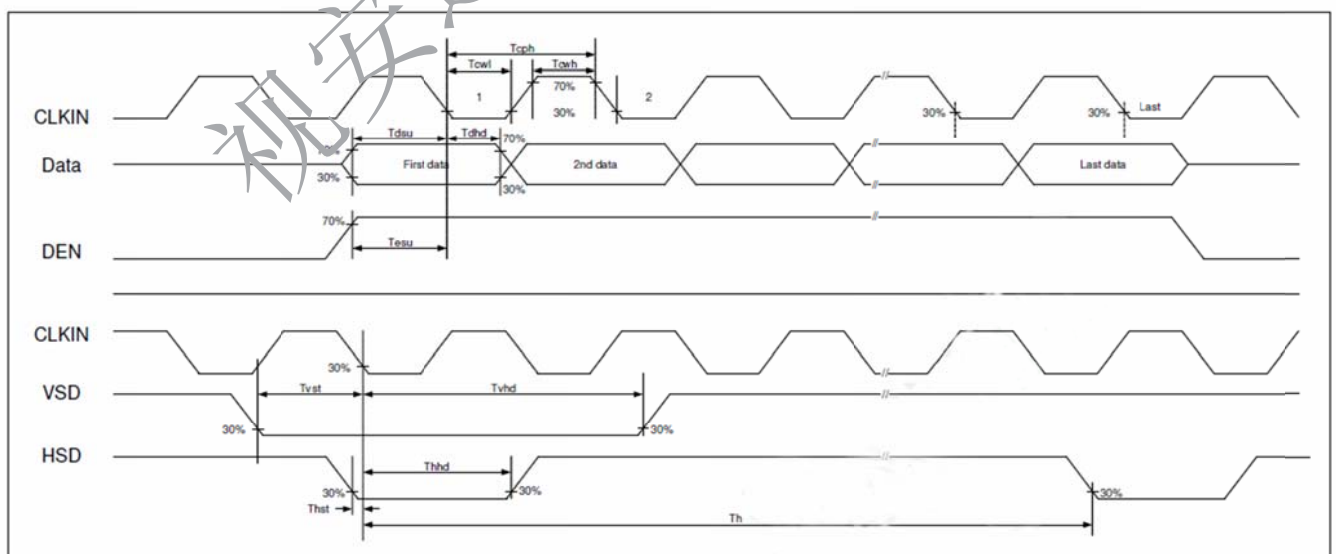 视安
Tcph
Tcwl Tcwh
CLKIN 1 70% 30% 2 30% 30% Last
Tdsu Tdhd 70%
Data First data 2nd data Last data
30% 30%
70%
DEN Tesu
CLKIN 30%
VSD Tvst Tvhd
30% 30%
HSD Thhd
30% 30% 30%
Thst Th